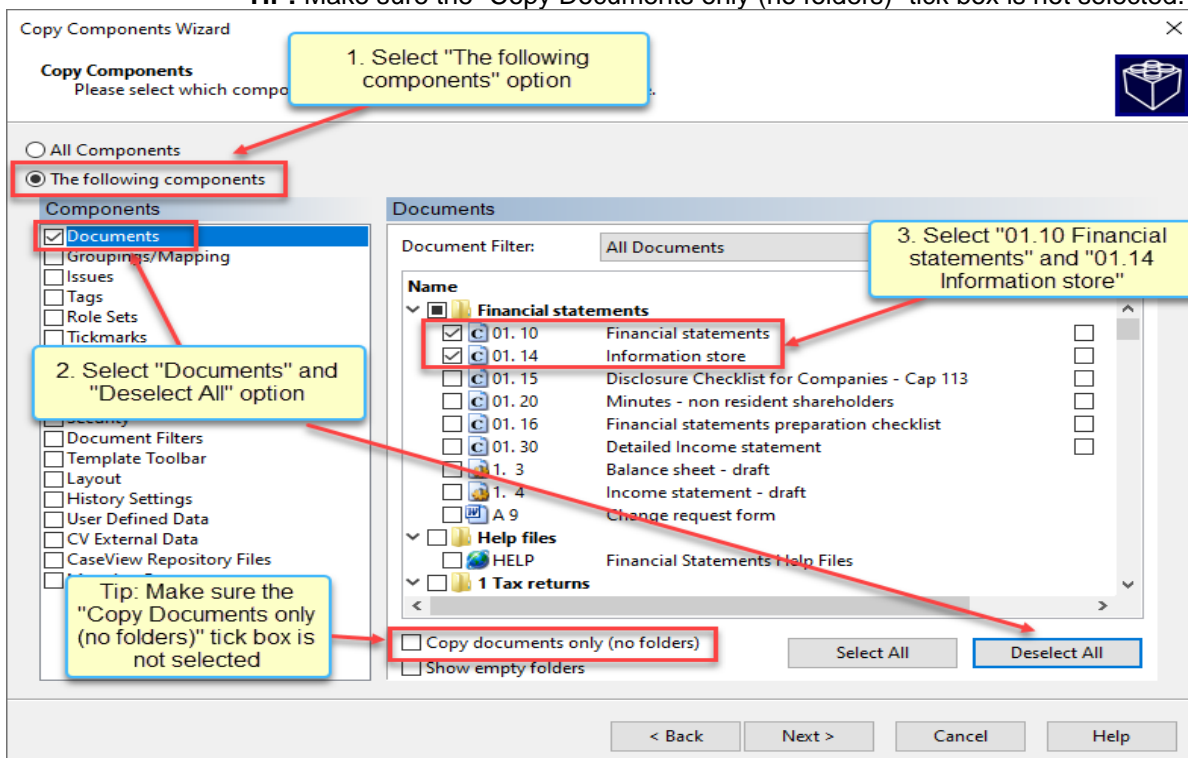 TIP: Make sure the "Copy Documents only (no folders)" tick box is not selected.
Copy Components Wizard
1. Select "The following
components" option
Copy Components
Please select which compo
All Components
The following components
Components
Documents
Groupings/Mapping
Issues
Tags
Role Sets
Tickmarks
2. Select "Documents" and
"Deselect All" option
Security
Document Filters
Template Toolbar
Layout
History Settings
User Defined Data
CV External Data
CaseView Repository Files
Tip: Make sure the
"Copy Documents only
(no folders)" tick box is
not selected
Documents
Document Filter: All Documents
3. Select "01.10 Financial
statements" and "01.14
Information store"
Name
Financial statements
01. 10 Financial statements
01. 14 Information store
01. 15 Disclosure Checklist for Companies - Cap 113
01. 20 Minutes - non resident shareholders
01. 16 Financial statements preparation checklist
01. 30 Detailed Income statement
1. 3 Balance sheet - draft
1. 4 Income statement - draft
A 9 Change request form
Help files
HELP Financial Statements Help Files
1 Tax returns
Copy documents only (no folders)
Show empty folders
Select All
Deselect All
< Back
Next >
Cancel
Help